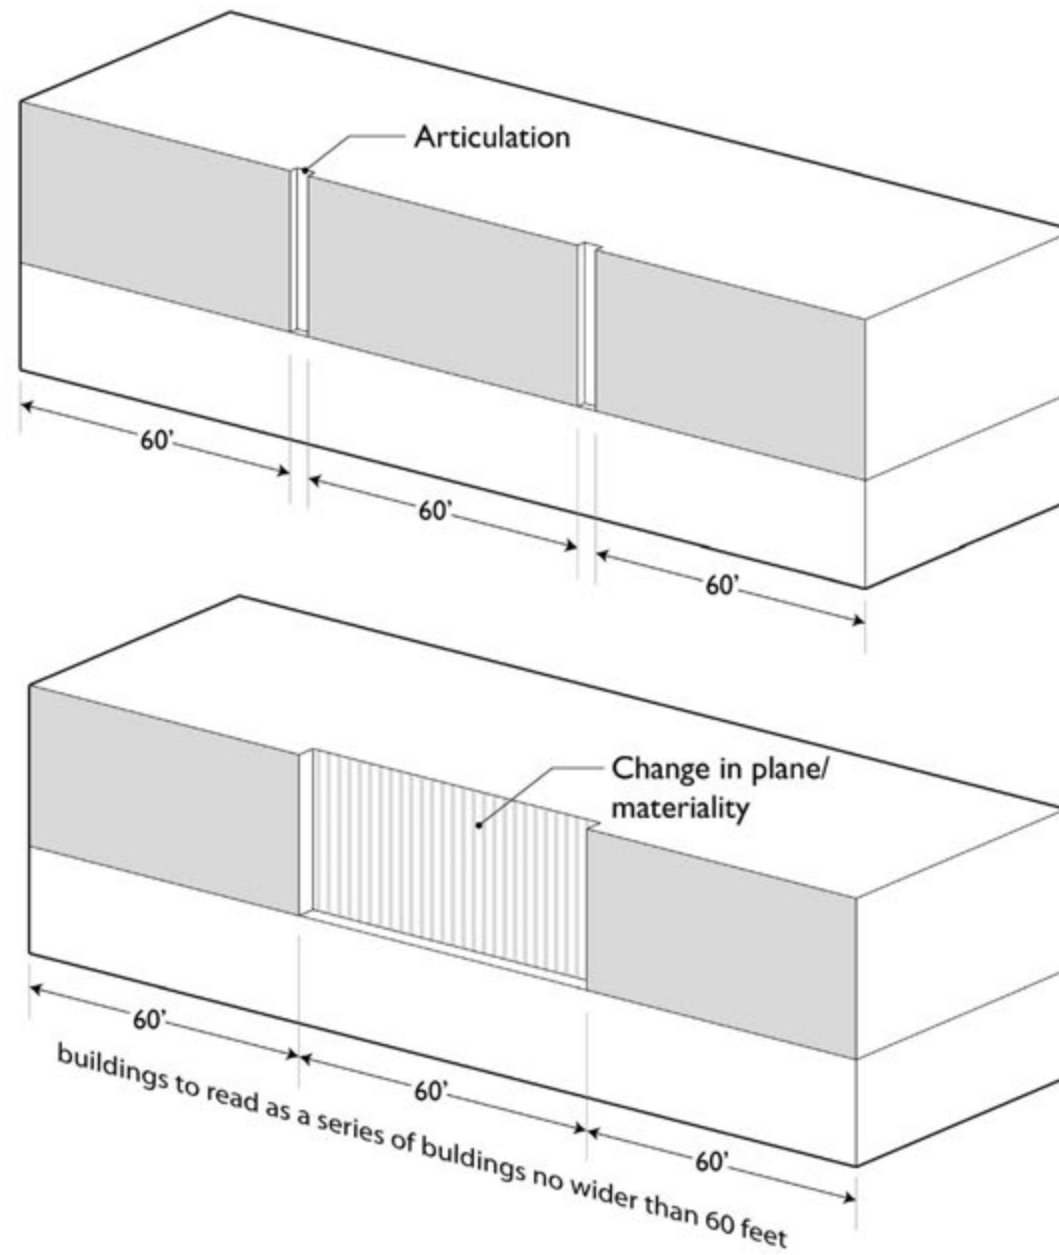 Articulation
60’
60’
60’
Change in plane/
materiality
60’
60’
60’
buildings to read as a series of buldings no wider than 60 feet